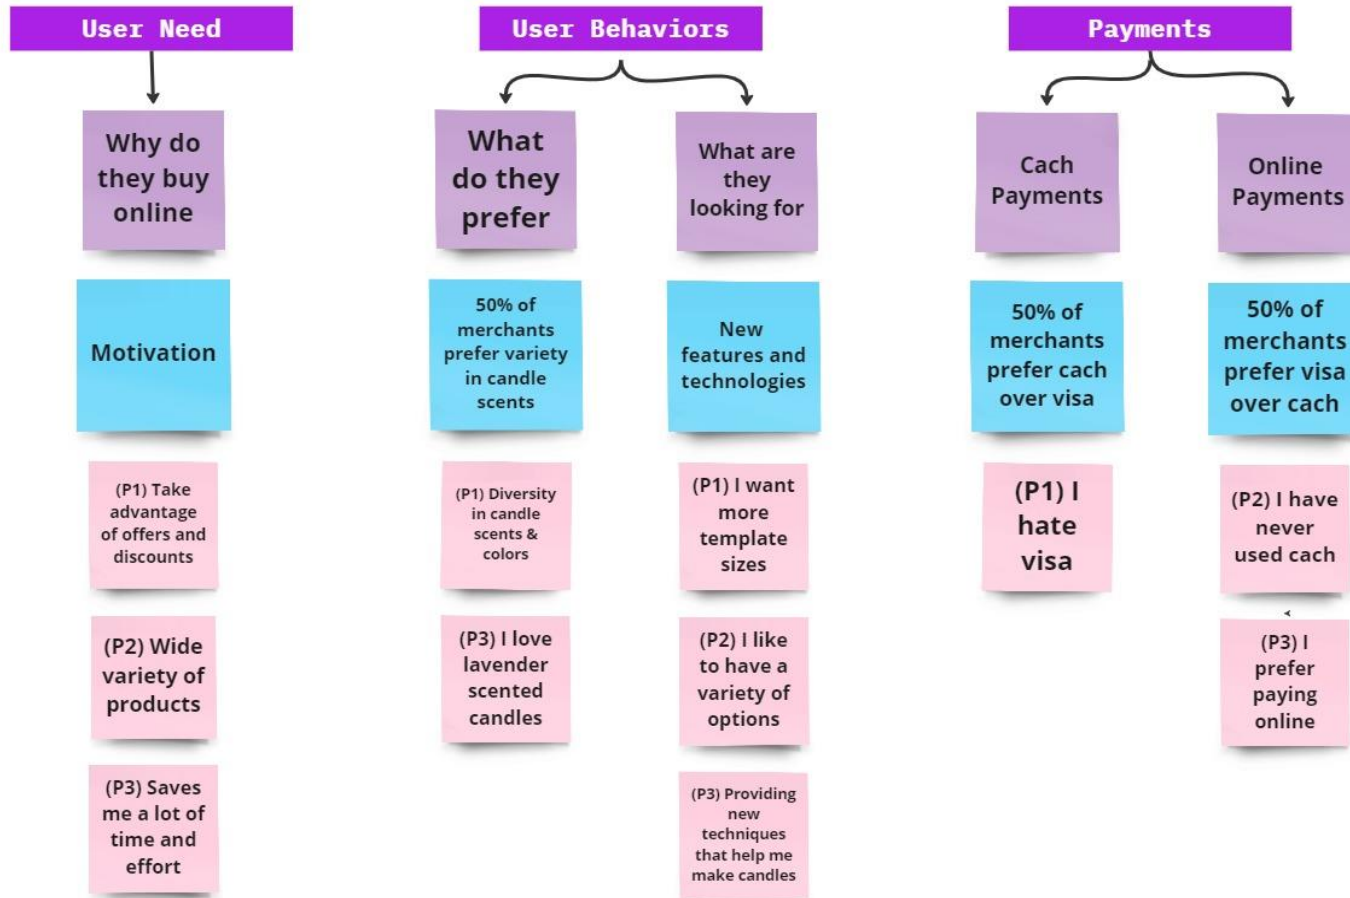 User Need
Why do
they buy
online
Motivation
(P1) Take
advantage
of offers and
discounts
(P2) Wide
variety of
products
(P3) Saves
me a lot of
time and
effort
User Behaviors
What
do they
prefer
50% of
merchants
prefer variety
in candle
scents
(P1) Diversity
in candle
scents &
colors
(P3) I love
lavender
scented
candles
What are
they
looking for
New
features and
technologies
(P1) I want
more
template
sizes
(P2) I like
to have a
variety of
options
(P3) Providing
new
techniques
that help me
make candles
Payments
Cach
Payments
50% of
merchants
prefer cach
over visa
(P1) I
hate
visa
Online
Payments
50% of
merchants
prefer visa
over cach
(P2) I have
never
used cach
(P3) I
prefer
paying
online